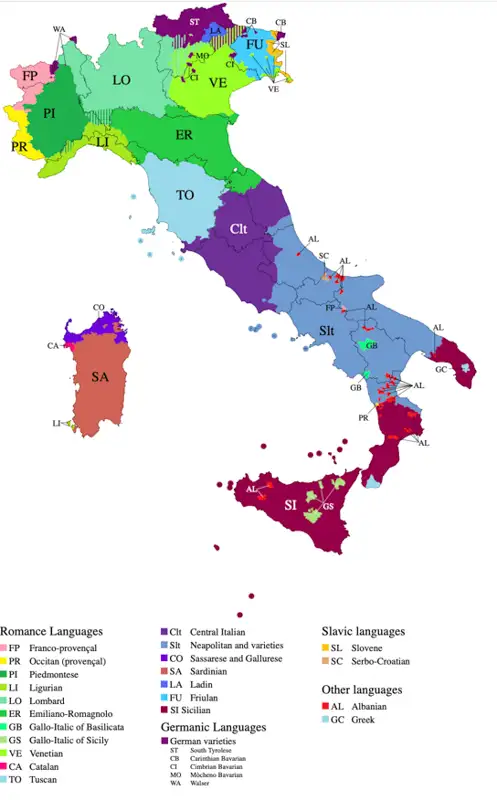 WA
ST
CB
CB
LA
FU
SL
FP
MO
CI
CI
LO
VE
VE
PI
ER
PR
LI
TO
Clt
AL
SC
AL
CO
FP
AL
Slt
AL
CA
GB
SA
GC
GB
AL
LI
PR
AL
AL
SI
GS
Romance Languages
FP Franco-provençal
PR Occitan (provençal)
PI Piedmontese
LI Ligurian
LO Lombard
ER Emiliano-Romagnolo
GB Gallo-Italic of Basilicata
GS Gallo-Italic of Sicily
VE Venetian
CA Catalan
TO Tuscan
Clt Central Italian
Slt Neapolitan and varieties
CO Sassarese and Gallurese
SA Sardinian
LA Ladin
FU Friulan
SI Sicilian
Germanic Languages
German varieties
ST South Tyrolese
CB Carinthian Bavarian
CI Cimbrian Bavarian
MO Mòcheno Bavarian
WA Walser
Slavic languages
SL Slovene
SC Serbo-Croatian
Other languages
AL Albanian
GC Greek